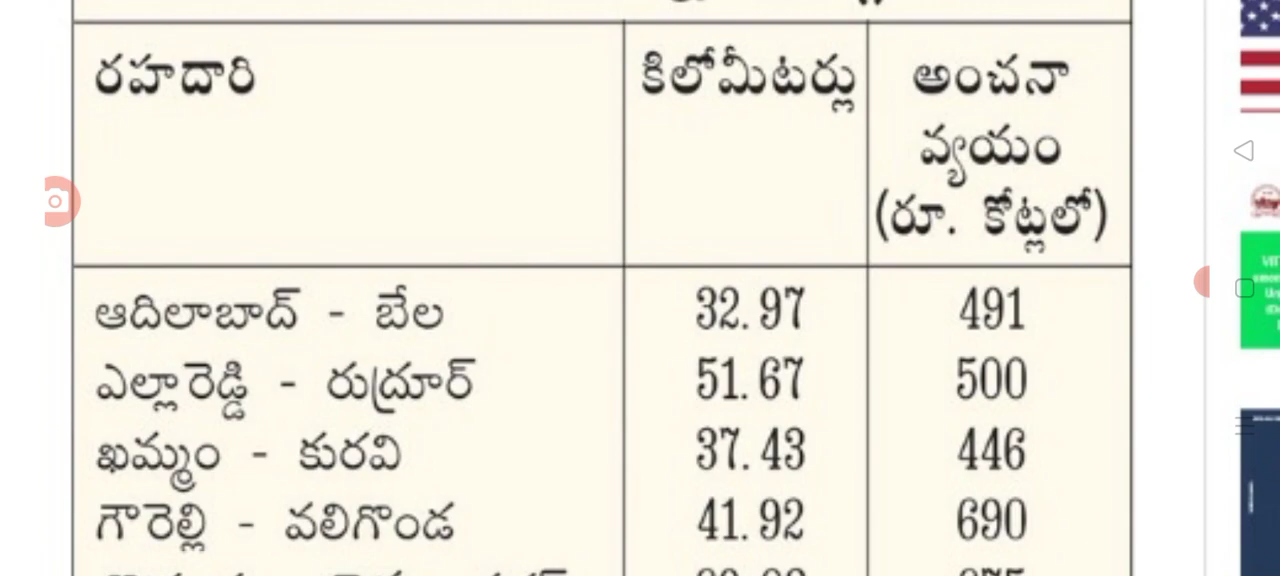 రహదారి కిలోమీటర్లు అంచనా
వ్యయం
(రూ. కోట్లలో)
ఆదిలాబాద్ - బేల 32.97 491
ఎల్లారెడ్డి - రుద్రూర్ 51.67 500
ఖమ్మం - కురవి 37.43 446
గౌరెల్లి - వలిగొండ 41.92 690